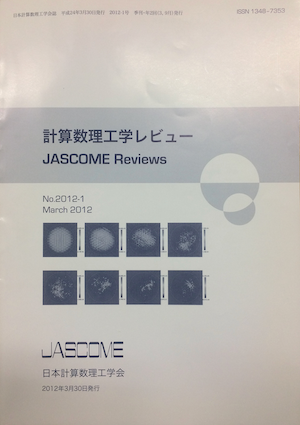 日本計算数理工学会誌 平成24年3月30日発行 2012-1号
ISSN 1348-7353
計算数理工学レビュー
JASCOME Reviews
No.2012-1
March 2012
JASCOME
日本計算数理工学会
2012年3月30日発行